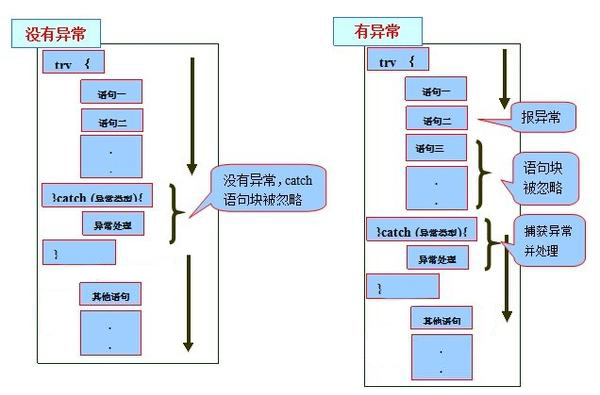 没有异常
try {
语句一
语句二
.
.
}catch (异常类型){
异常处理
}
其他语句
.
.
没有异常，catch
语句块被忽略
有异常
try {
语句一
语句二
报异常
语句三
.
.
语句块
被忽略
}catch (异常类型){
异常处理
捕获异常
并处理
}
其他语句
.
.